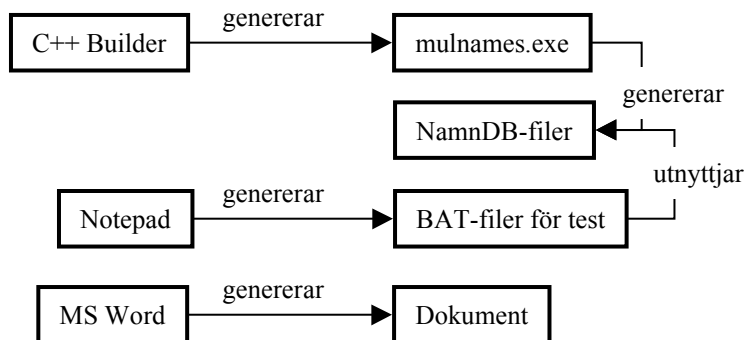 genererar
C++ Builder
mulnames.exe
genererar
NamnDB-filer
utnyttjar
genererar
Notepad
BAT-filer för test
genererar
MS Word
Dokument